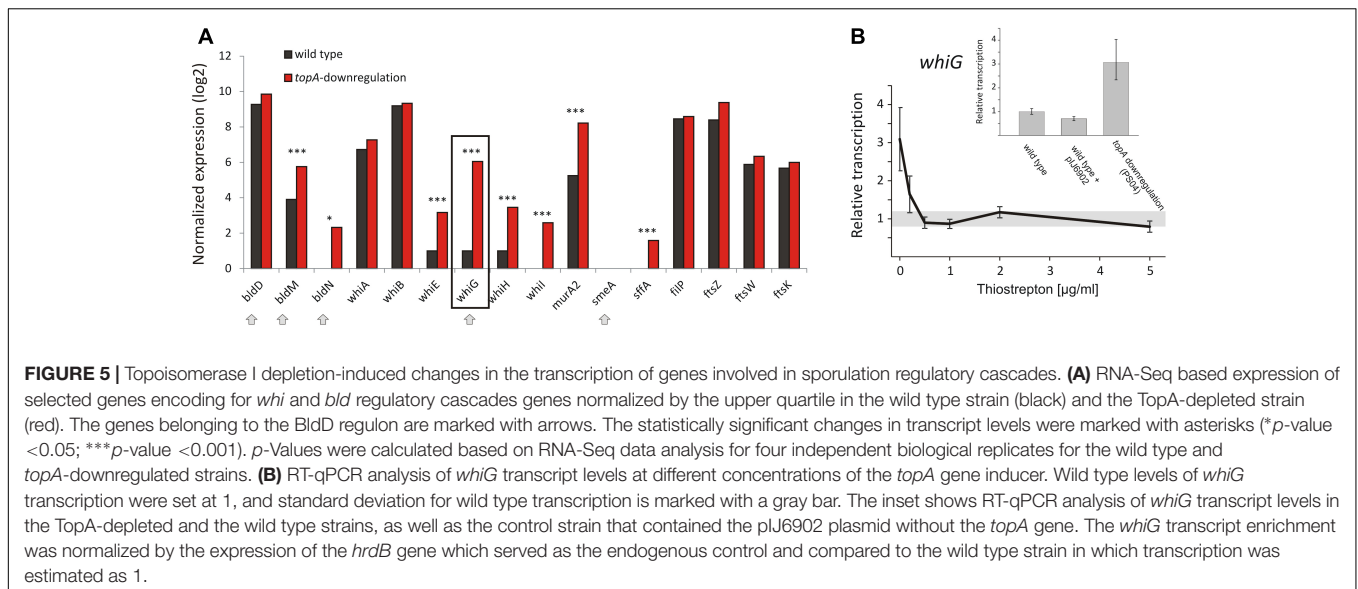 A
wild type
topA-downregulation
Normalized expression (log2)
12
10
8
6
4
2
0
***
*
***
***
***
***
***
***
bldD
bldM
bldN
whiA
whiB
whiE
whiG
whiH
whiI
murA2
smeA
sffA
filP
ftsZ
ftsW
ftsK
B
whiG
Relative transcription
4
3
2
1
0
1
2
3
4
5
Thiostrepton [µg/ml]
Relative transcription
4
3
2
1
wild type
wild type +
pIJ6902
topA downregulation
(PS04)
FIGURE 5 | Topoisomerase I depletion-induced changes in the transcription of genes involved in sporulation regulatory cascades. (A) RNA-Seq based expression of
selected genes encoding for whi and bld regulatory cascades genes normalized by the upper quartile in the wild type strain (black) and the TopA-depleted strain
(red). The genes belonging to the BldD regulon are marked with arrows. The statistically significant changes in transcript levels were marked with asterisks (*p-value
<0.05; ***p-value <0.001). p-Values were calculated based on RNA-Seq data analysis for four independent biological replicates for the wild type and
topA-downregulated strains. (B) RT-qPCR analysis of whiG transcript levels at different concentrations of the topA gene inducer. Wild type levels of whiG
transcription were set at 1, and standard deviation for wild type transcription is marked with a gray bar. The inset shows RT-qPCR analysis of whiG transcript levels in
the TopA-depleted and the wild type strains, as well as the control strain that contained the pIJ6902 plasmid without the topA gene. The whiG transcript enrichment
was normalized by the expression of the hrdB gene which served as the endogenous control and compared to the wild type strain in which transcription was
estimated as 1.